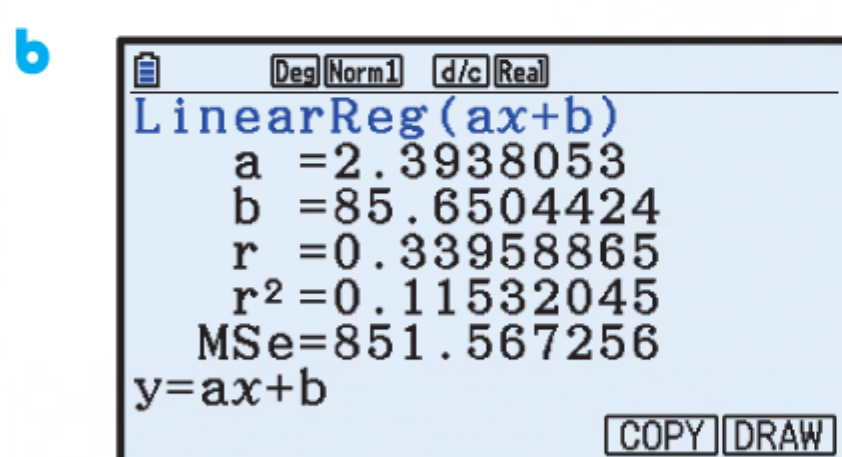 b
Deg Norm1 d/c Real
LinearReg(ax+b)
a =2.3938053
b =85.6504424
r =0.33958865
r²=0.11532045
MSe=851.567256
y=ax+b
COPY DRAW